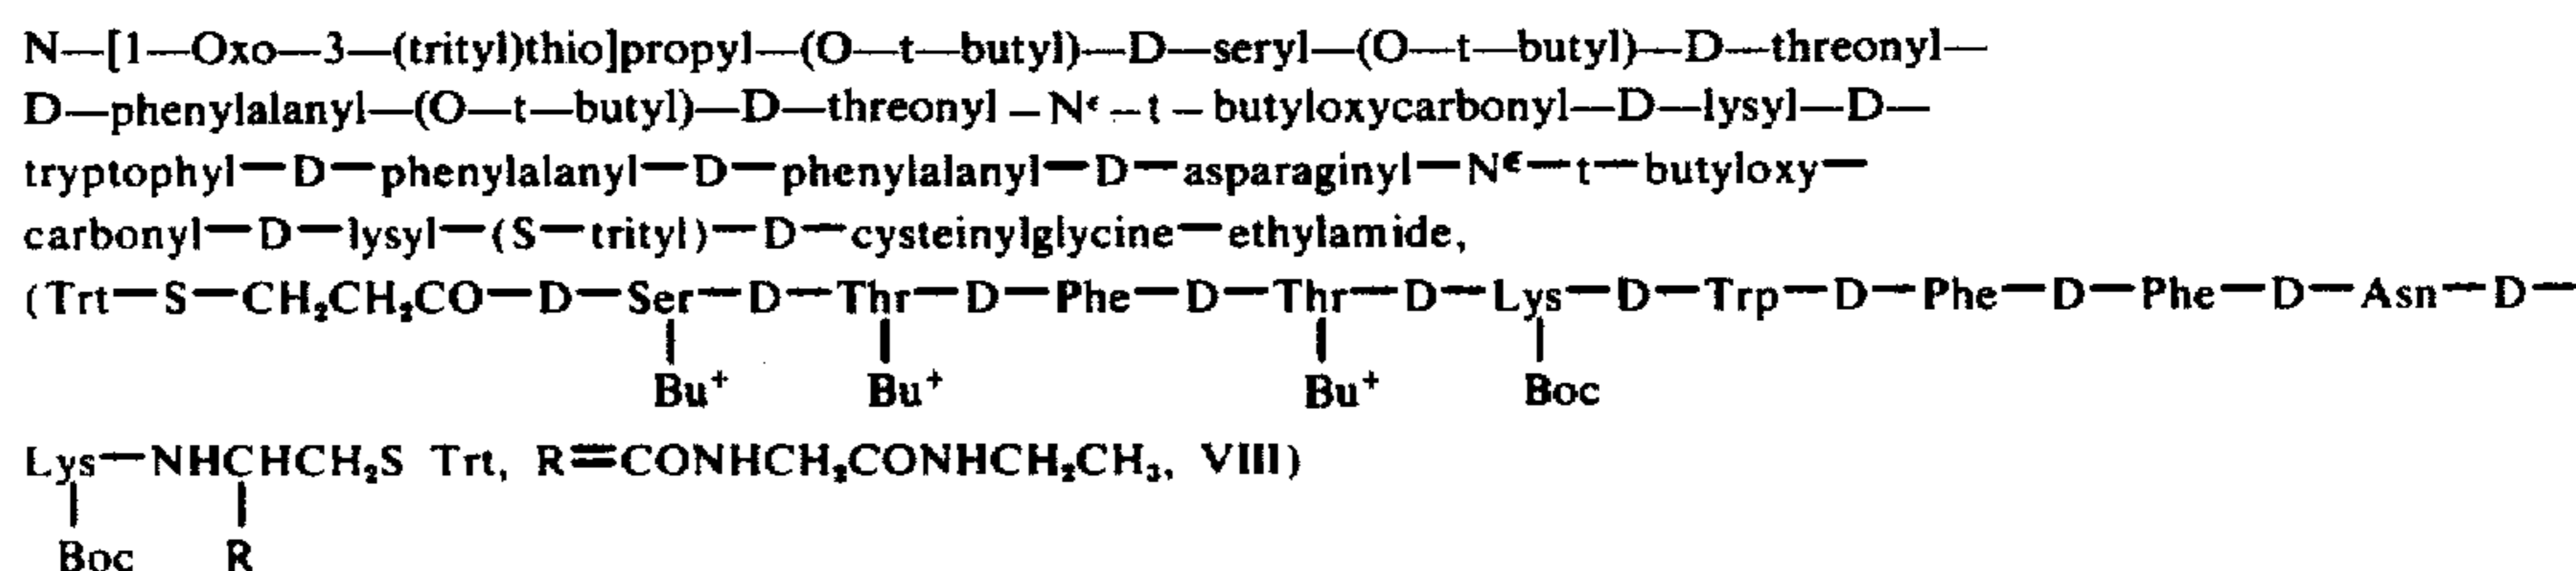 N—[1—Oxo—3—(trityl)thio]propyl—(O—t—butyl)—D—seryl—(O—t—butyl)—D—threonyl—
D—phenylalanyl—(O—t—butyl)—D—threonyl – Nᵋ – t – butyloxycarbonyl—D—lysyl—D—
tryptophyl—D—phenylalanyl—D—phenylalanyl—D—asparaginyl—Nᵋ—t—butyloxy—
carbonyl—D—lysyl—(S—trityl)—D—cysteinylglycine—ethylamide,
(Trt—S—CH₂CH₂CO—D—Ser—D—Thr—D—Phe—D—Thr—D—Lys—D—Trp—D—Phe—D—Phe—D—Asn—D—
Bu⁺ Bu⁺ Bu⁺ Boc
Lys—NHCHCH₂S Trt, R=CONHCH₂CONHCH₂CH₃, VIII)
Boc R